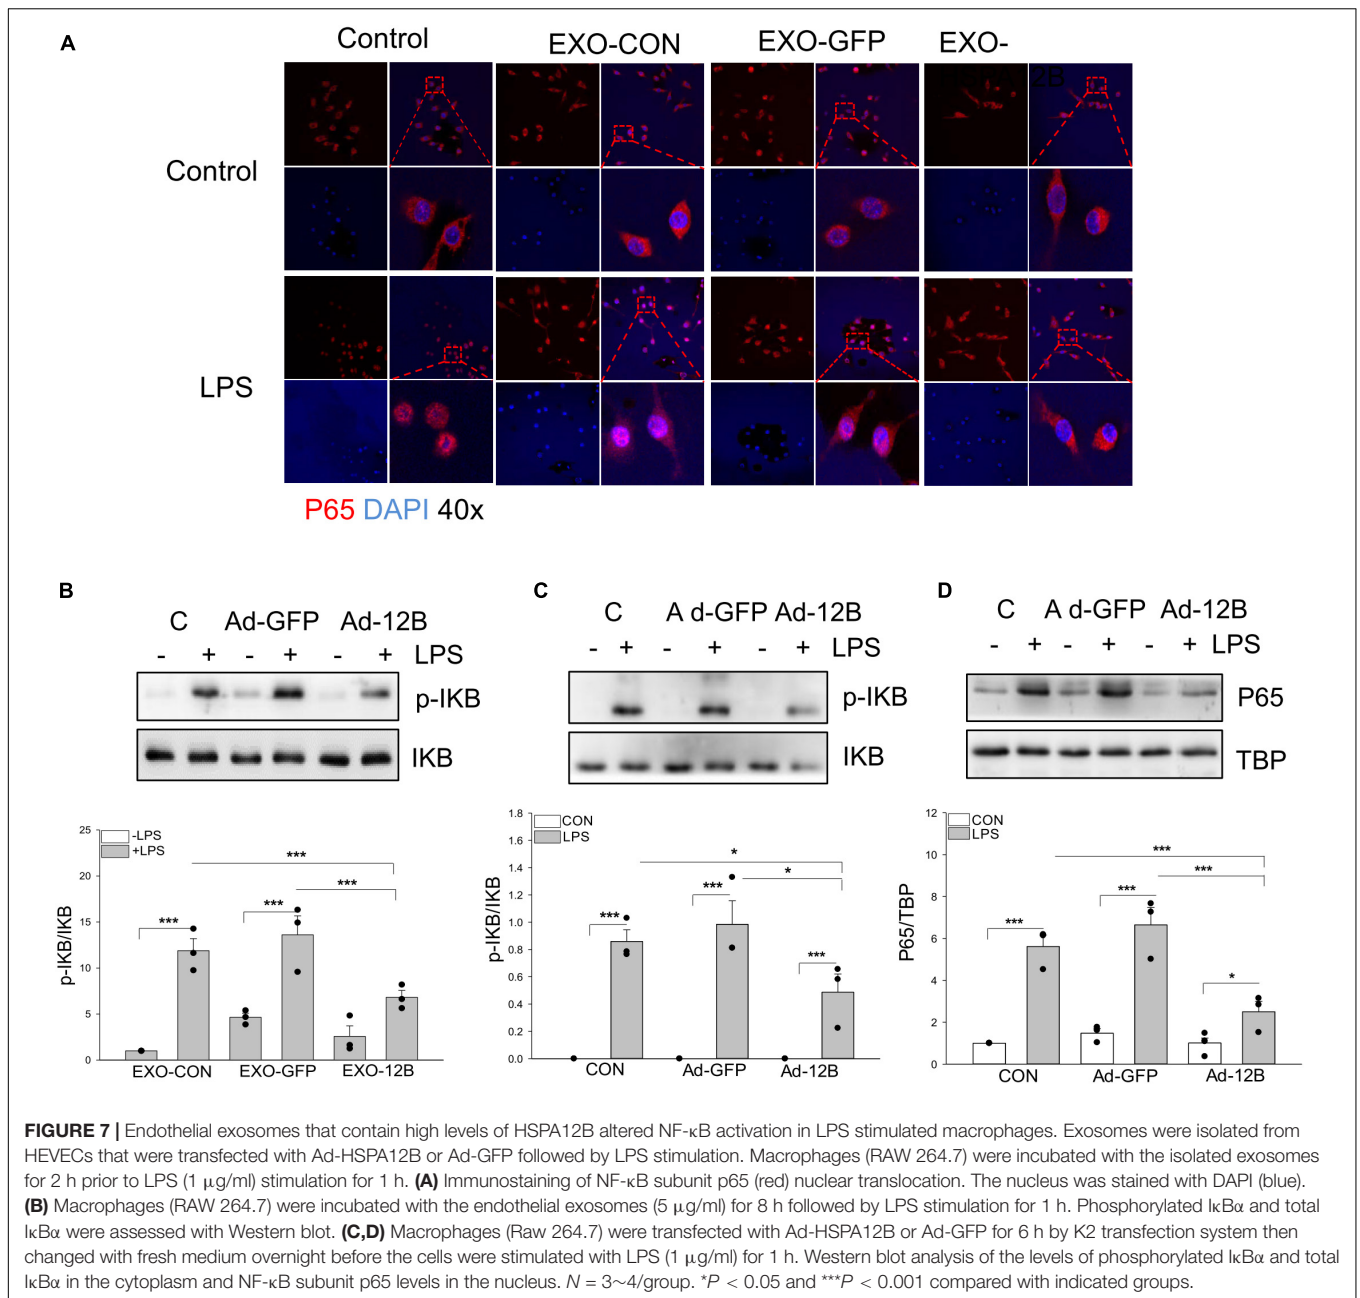 A
Control EXO-CON EXO-GFP EXO-
12B
Control
LPS
P65 DAPI 40x
B
C Ad-GFP Ad-12B
- + - + - + LPS
p-IKB
IKB
25
20
15
10
5
0
p-IKB/IKB
-LPS
+LPS
***
***
***
***
EXO-CON EXO-GFP EXO-12B
C
C A d-GFP Ad-12B
- + - + - + LPS
p-IKB
IKB
1.8
1.6
1.4
1.2
1.0
0.8
0.6
0.4
0.2
0.0
p-IKB/IKB
CON
LPS
*
*
***
***
***
CON Ad-GFP Ad-12B
D
C A d-GFP Ad-12B
- + - + - + LPS
P65
TBP
12
10
8
6
4
2
0
P65/TBP
CON
LPS
***
***
***
***
*
CON Ad-GFP Ad-12B
FIGURE 7 | Endothelial exosomes that contain high levels of HSPA12B altered NF-κB activation in LPS stimulated macrophages. Exosomes were isolated from
HEVECs that were transfected with Ad-HSPA12B or Ad-GFP followed by LPS stimulation. Macrophages (RAW 264.7) were incubated with the isolated exosomes
for 2 h prior to LPS (1 μg/ml) stimulation for 1 h. (A) Immunostaining of NF-κB subunit p65 (red) nuclear translocation. The nucleus was stained with DAPI (blue).
(B) Macrophages (RAW 264.7) were incubated with the endothelial exosomes (5 μg/ml) for 8 h followed by LPS stimulation for 1 h. Phosphorylated IκBα and total
IκBα were assessed with Western blot. (C,D) Macrophages (Raw 264.7) were transfected with Ad-HSPA12B or Ad-GFP for 6 h by K2 transfection system then
changed with fresh medium overnight before the cells were stimulated with LPS (1 μg/ml) for 1 h. Western blot analysis of the levels of phosphorylated IκBα and total
IκBα in the cytoplasm and NF-κB subunit p65 levels in the nucleus. N = 3~4/group. *P < 0.05 and ***P < 0.001 compared with indicated groups.